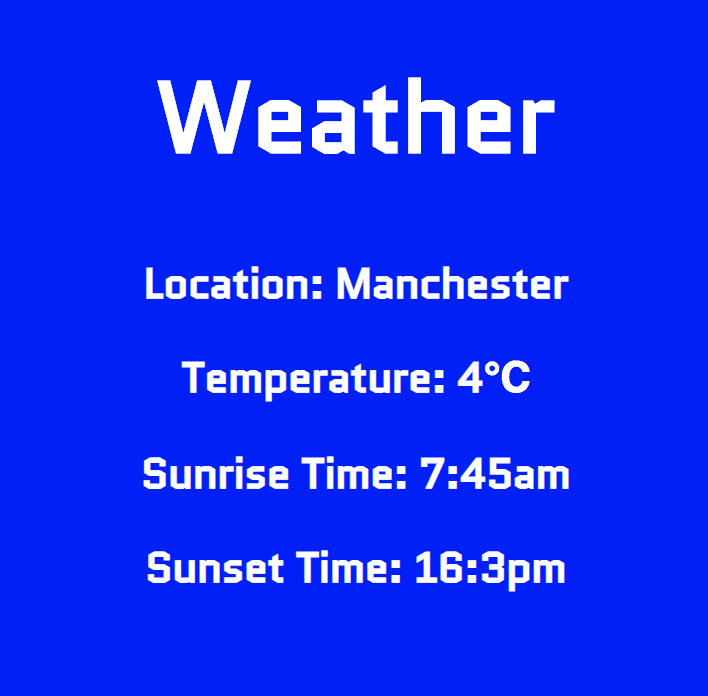 Weather
Location: Manchester
Temperature: 4°C
Sunrise Time: 7:45am
Sunset Time: 16:3pm